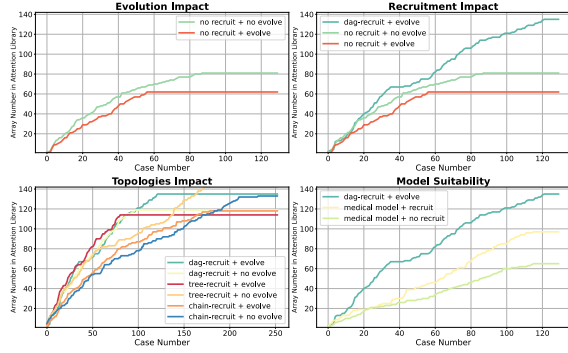 Evolution Impact
no recruit + no evolve
no recruit + evolve
Array Number in Attention Library
140
120
100
80
60
40
20
0 20 40 60 80 100 120
Case Number
Recruitment Impact
dag-recruit + evolve
no recruit + no evolve
no recruit + evolve
Array Number in Attention Library
140
120
100
80
60
40
20
0 20 40 60 80 100 120
Case Number
Topologies Impact
dag-recruit + evolve
dag-recruit + no evolve
tree-recruit + evolve
tree-recruit + no evolve
chain-recruit + evolve
chain-recruit + no evolve
Array Number in Attention Library
140
120
100
80
60
40
20
0 50 100 150 200 250
Case Number
Model Suitability
dag-recruit + evolve
medical model + recruit
medical model + no recruit
Array Number in Attention Library
140
120
100
80
60
40
20
0 20 40 60 80 100 120
Case Number